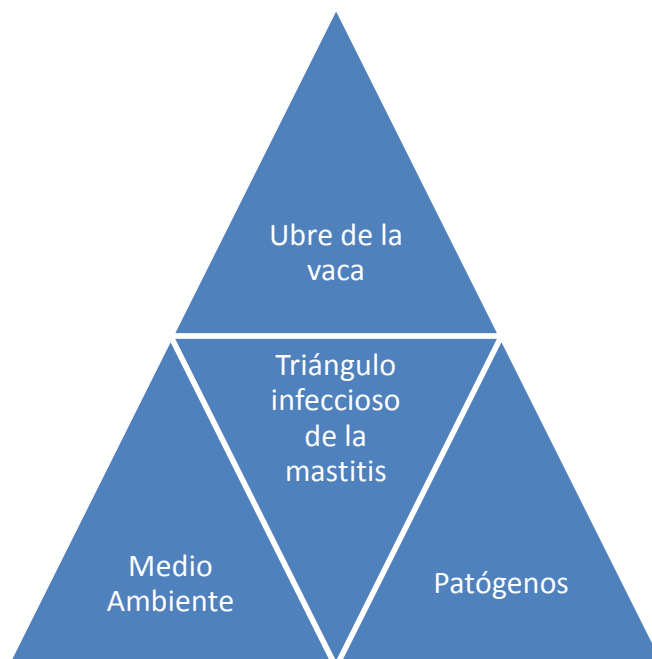 Ubre de la
vaca
Triángulo
infeccioso
de la
mastitis
Medio
Ambiente
Patógenos